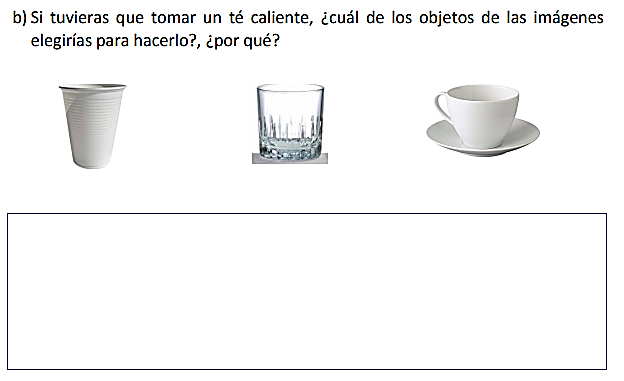 b) Si tuvieras que tomar un té caliente, ¿cuál de los objetos de las imágenes
elegirías para hacerlo?, ¿por qué?